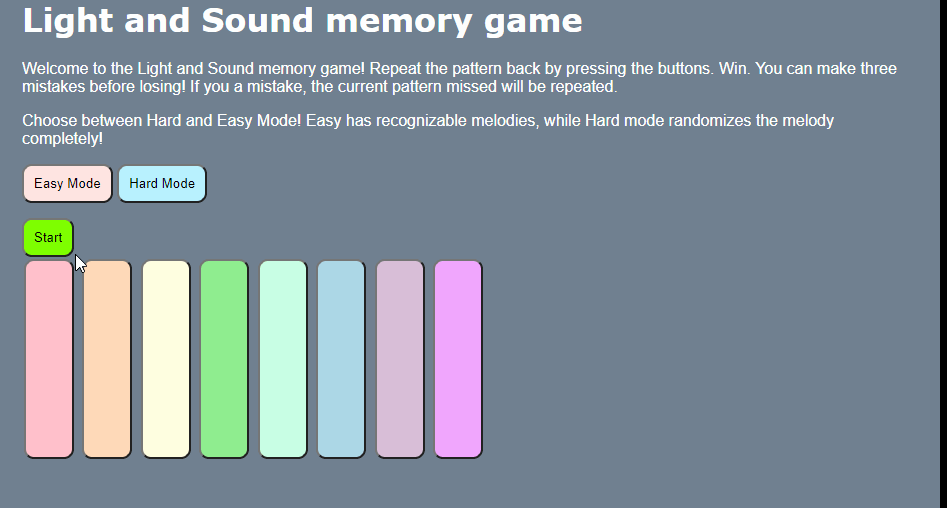 Light and Sound memory game
Welcome to the Light and Sound memory game! Repeat the pattern back by pressing the buttons. Win. You can make three
mistakes before losing! If you a mistake, the current pattern missed will be repeated.
Choose between Hard and Easy Mode! Easy has recognizable melodies, while Hard mode randomizes the melody
completely!
Easy Mode Hard Mode
Start